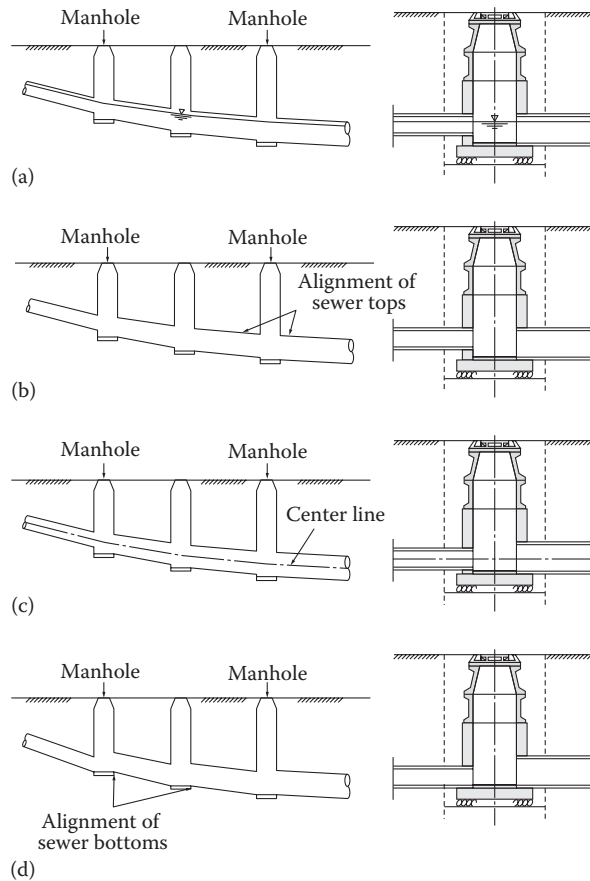 Manhole
Manhole
(a)
Manhole
Manhole
Alignment of
sewer tops
(b)
Manhole
Manhole
Center line
(c)
Manhole
Manhole
Alignment of
sewer bottoms
(d)